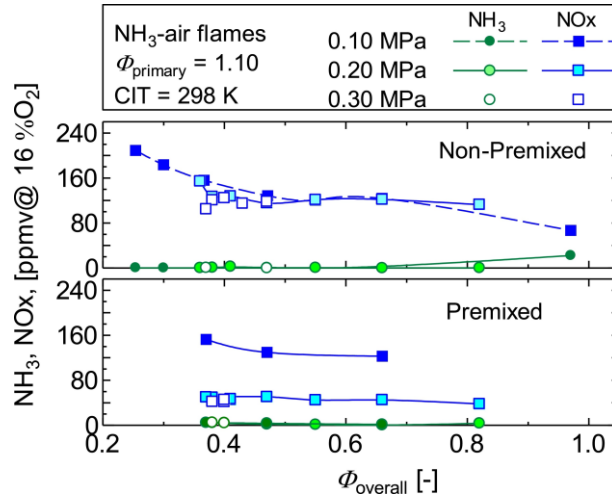 NH₃ NOx
NH₃-air flames 0.10 MPa
Φprimary = 1.10 0.20 MPa
CIT = 298 K 0.30 MPa
NH₃, NOx, [ppmv@ 16 %O₂]
240
Non-Premixed
160
80
0
240
Premixed
160
80
0
0.2 0.4 0.6 0.8 1.0
Φoverall [-]